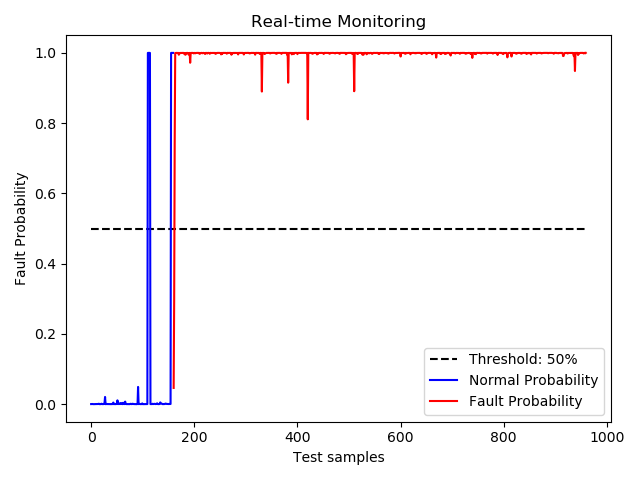 Real-time Monitoring
Fault Probability
1.0
0.8
0.6
0.4
0.2
0.0
0
200
400
600
800
1000
Test samples
Threshold: 50%
Normal Probability
Fault Probability